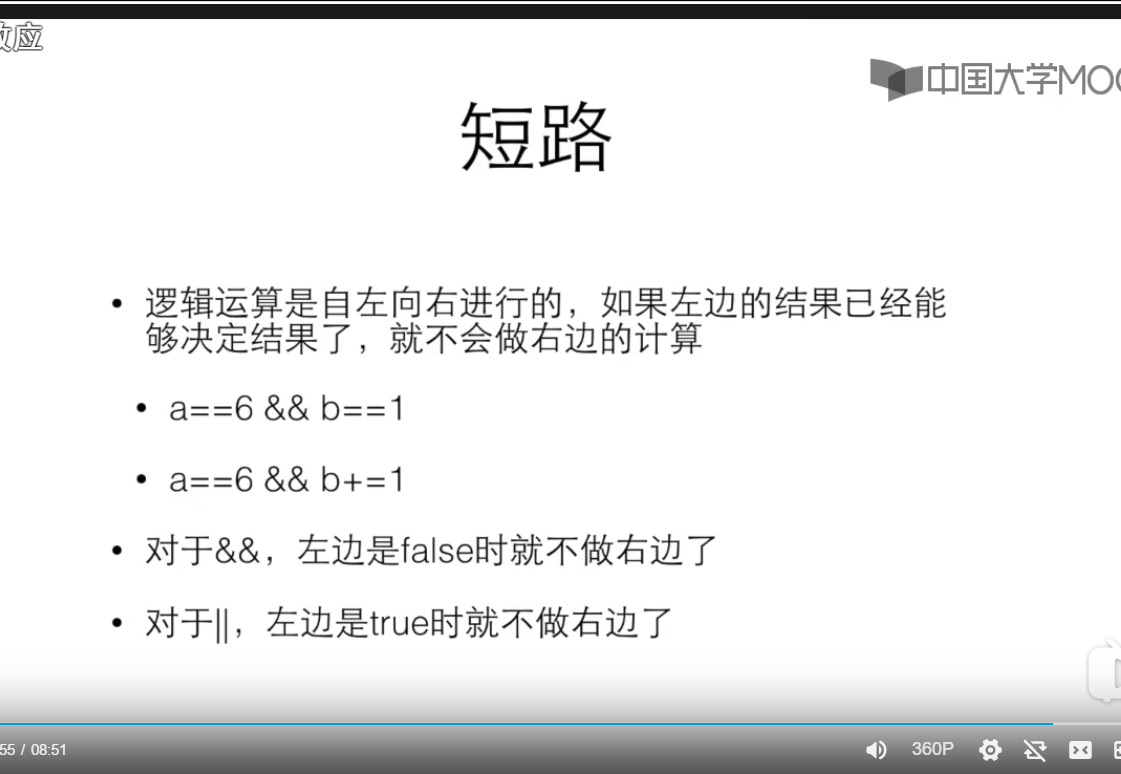 效应
中国大学MOO
短路
• 逻辑运算是自左向右进行的，如果左边的结果已经能
够决定结果了，就不会做右边的计算
• a==6 && b==1
• a==6 && b+=1
• 对于&&，左边是false时就不做右边了
• 对于||，左边是true时就不做右边了
55 / 08:51
360P